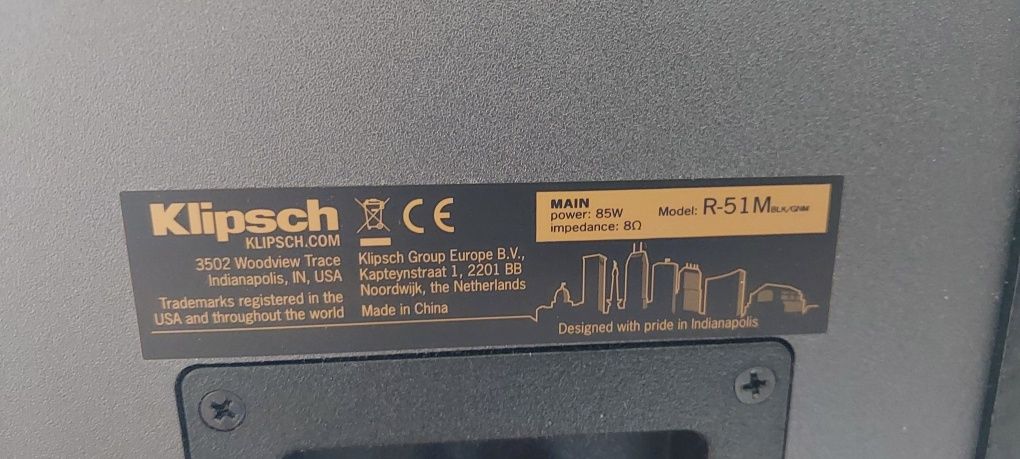 Klipsch
KLIPSCH.COM
3502 Woodview Trace
Indianapolis, IN, USA
Trademarks registered in the
USA and throughout the world
CE
Klipsch Group Europe B.V.,
Kapteynstraat 1, 2201 BB
Noordwijk, the Netherlands
Made in China
MAIN
power: 85W
impedance: 8Ω
Model: R-51M BLK/GNM
Designed with pride in Indianapolis